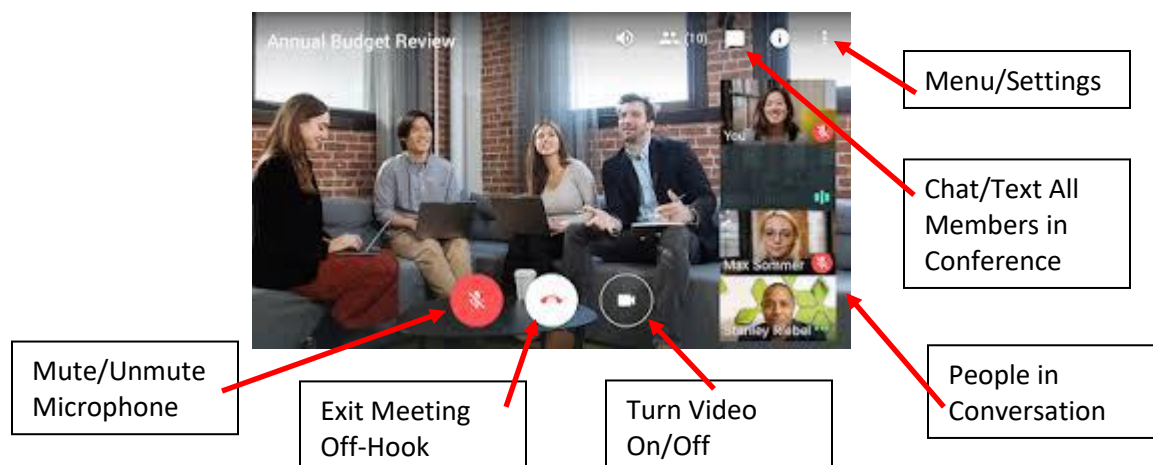 Annual Budget Review
(10)
Menu/Settings
You
Chat/Text All
Members in
Conference
Max Sommer
Stanley Riebel
Mute/Unmute
Microphone
Exit Meeting
Off-Hook
Turn Video
On/Off
People in
Conversation